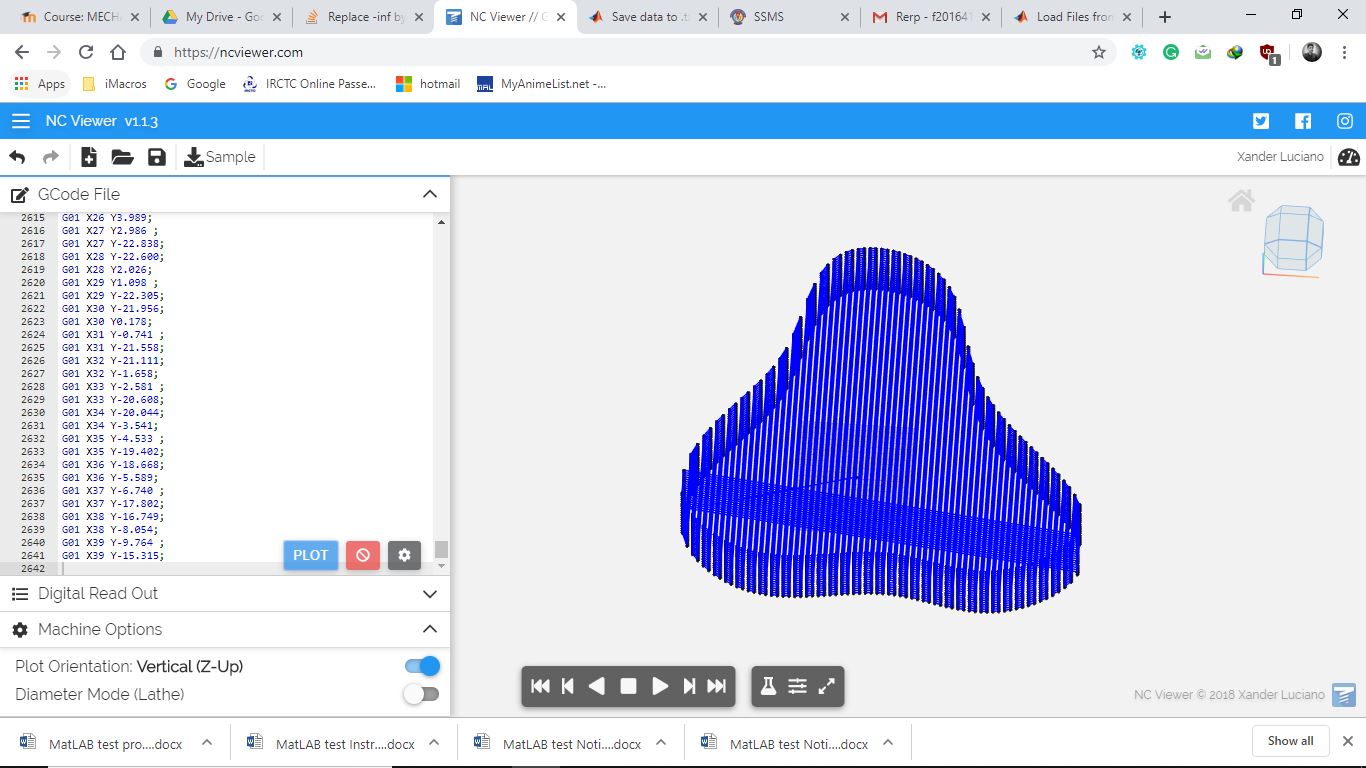 Course: MECH
My Drive - Goo
Replace -inf by
NC Viewer // G
Save data to .t
SSMS
Rerp - f201641
Load Files fron
https://ncviewer.com
1
Apps
iMacros
Google
IRCTC Online Passe...
hotmail
MyAnimeList.net -...
NC Viewer v1.1.3
Sample
Xander Luciano
GCode File
2615 G01 X26 Y3.989;
2616 G01 X27 Y2.986 ;
2617 G01 X27 Y-22.838;
2618 G01 X28 Y-22.600;
2619 G01 X28 Y2.026;
2620 G01 X29 Y1.098 ;
2621 G01 X29 Y-22.305;
2622 G01 X30 Y-21.956;
2623 G01 X30 Y0.178;
2624 G01 X31 Y-0.741 ;
2625 G01 X31 Y-21.558;
2626 G01 X32 Y-21.111;
2627 G01 X32 Y-1.658;
2628 G01 X33 Y-2.581 ;
2629 G01 X33 Y-20.608;
2630 G01 X34 Y-20.044;
2631 G01 X34 Y-3.541;
2632 G01 X35 Y-4.533 ;
2633 G01 X35 Y-19.402;
2634 G01 X36 Y-18.668;
2635 G01 X36 Y-5.589;
2636 G01 X37 Y-6.740 ;
2637 G01 X37 Y-17.802;
2638 G01 X38 Y-16.749;
2639 G01 X38 Y-8.054;
2640 G01 X39 Y-9.764 ;
2641 G01 X39 Y-15.315;
2642
PLOT
Digital Read Out
Machine Options
Plot Orientation: Vertical (Z-Up)
Diameter Mode (Lathe)
NC Viewer © 2018 Xander Luciano
MatLAB test pro....docx
MatLAB test Instr....docx
MatLAB test Noti....docx
MatLAB test Noti....docx
Show all